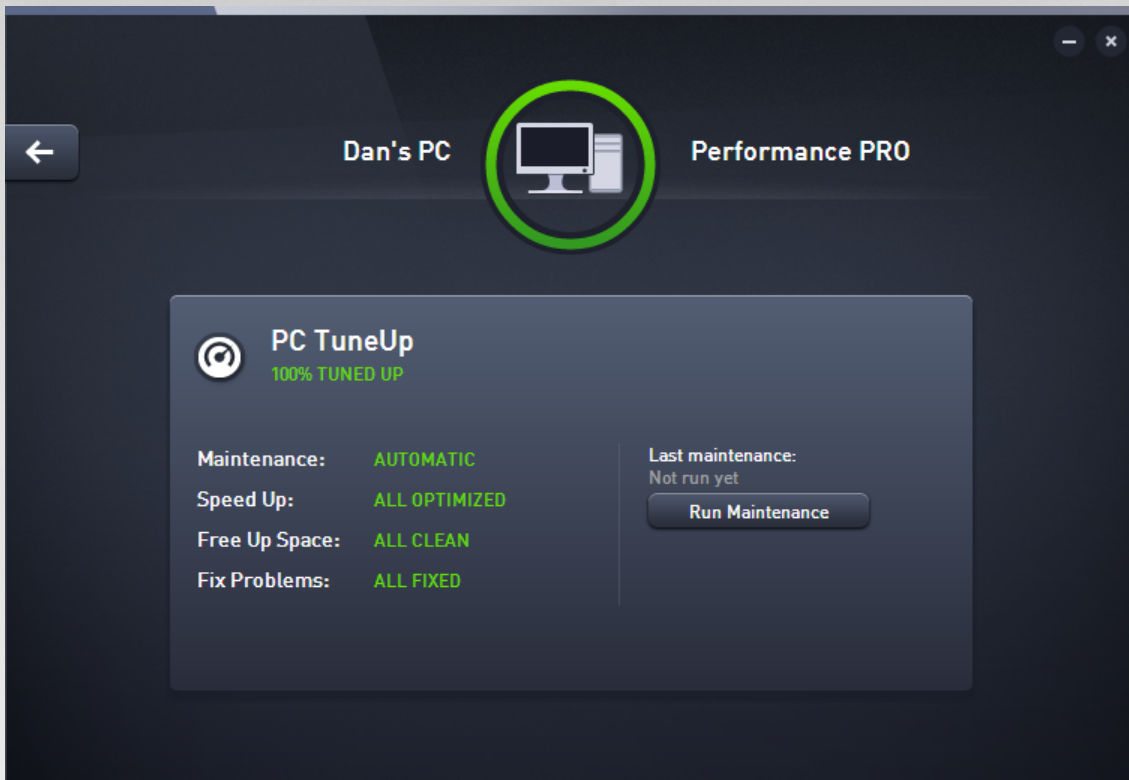 Dan's PC
Performance PRO
PC TuneUp
100% TUNED UP
Maintenance: AUTOMATIC
Speed Up: ALL OPTIMIZED
Free Up Space: ALL CLEAN
Fix Problems: ALL FIXED
Last maintenance:
Not run yet
Run Maintenance